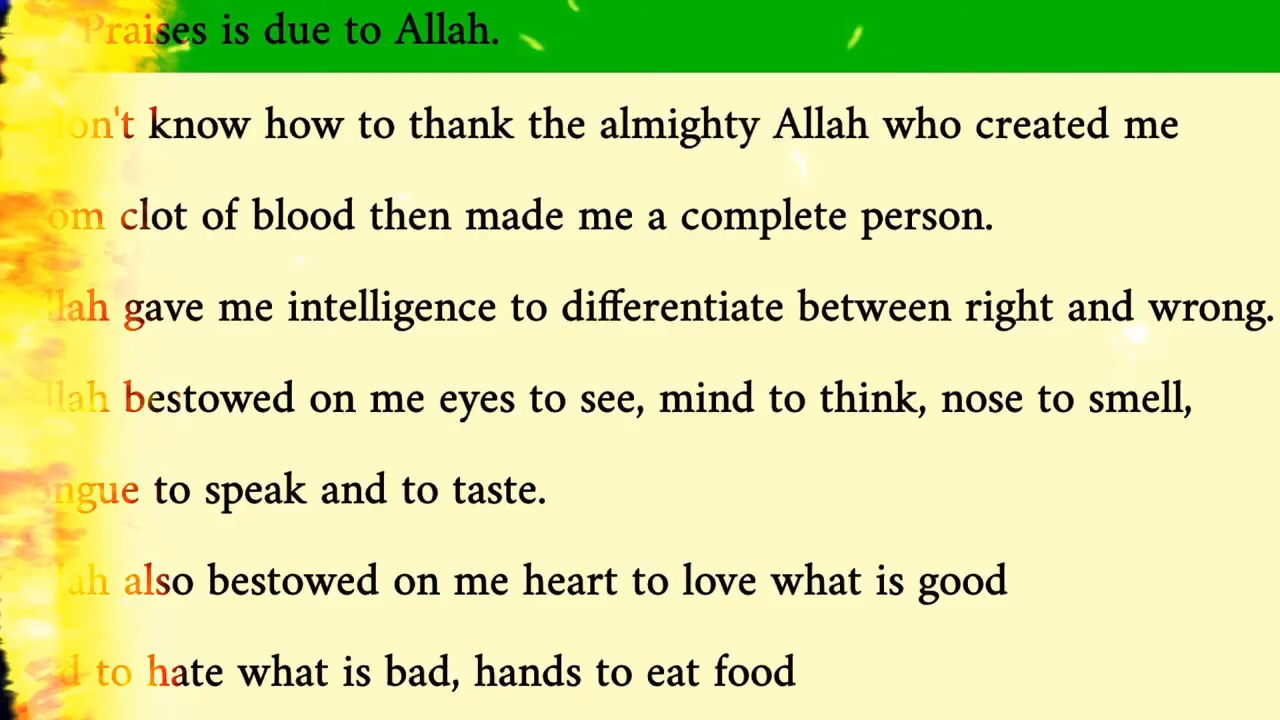 Praises is due to Allah.
don't know how to thank the almighty Allah who created me
om clot of blood then made me a complete person.
llah gave me intelligence to differentiate between right and wrong.
llah bestowed on me eyes to see, mind to think, nose to smell,
ngue to speak and to taste.
lah also bestowed on me heart to love what is good
d to hate what is bad, hands to eat food